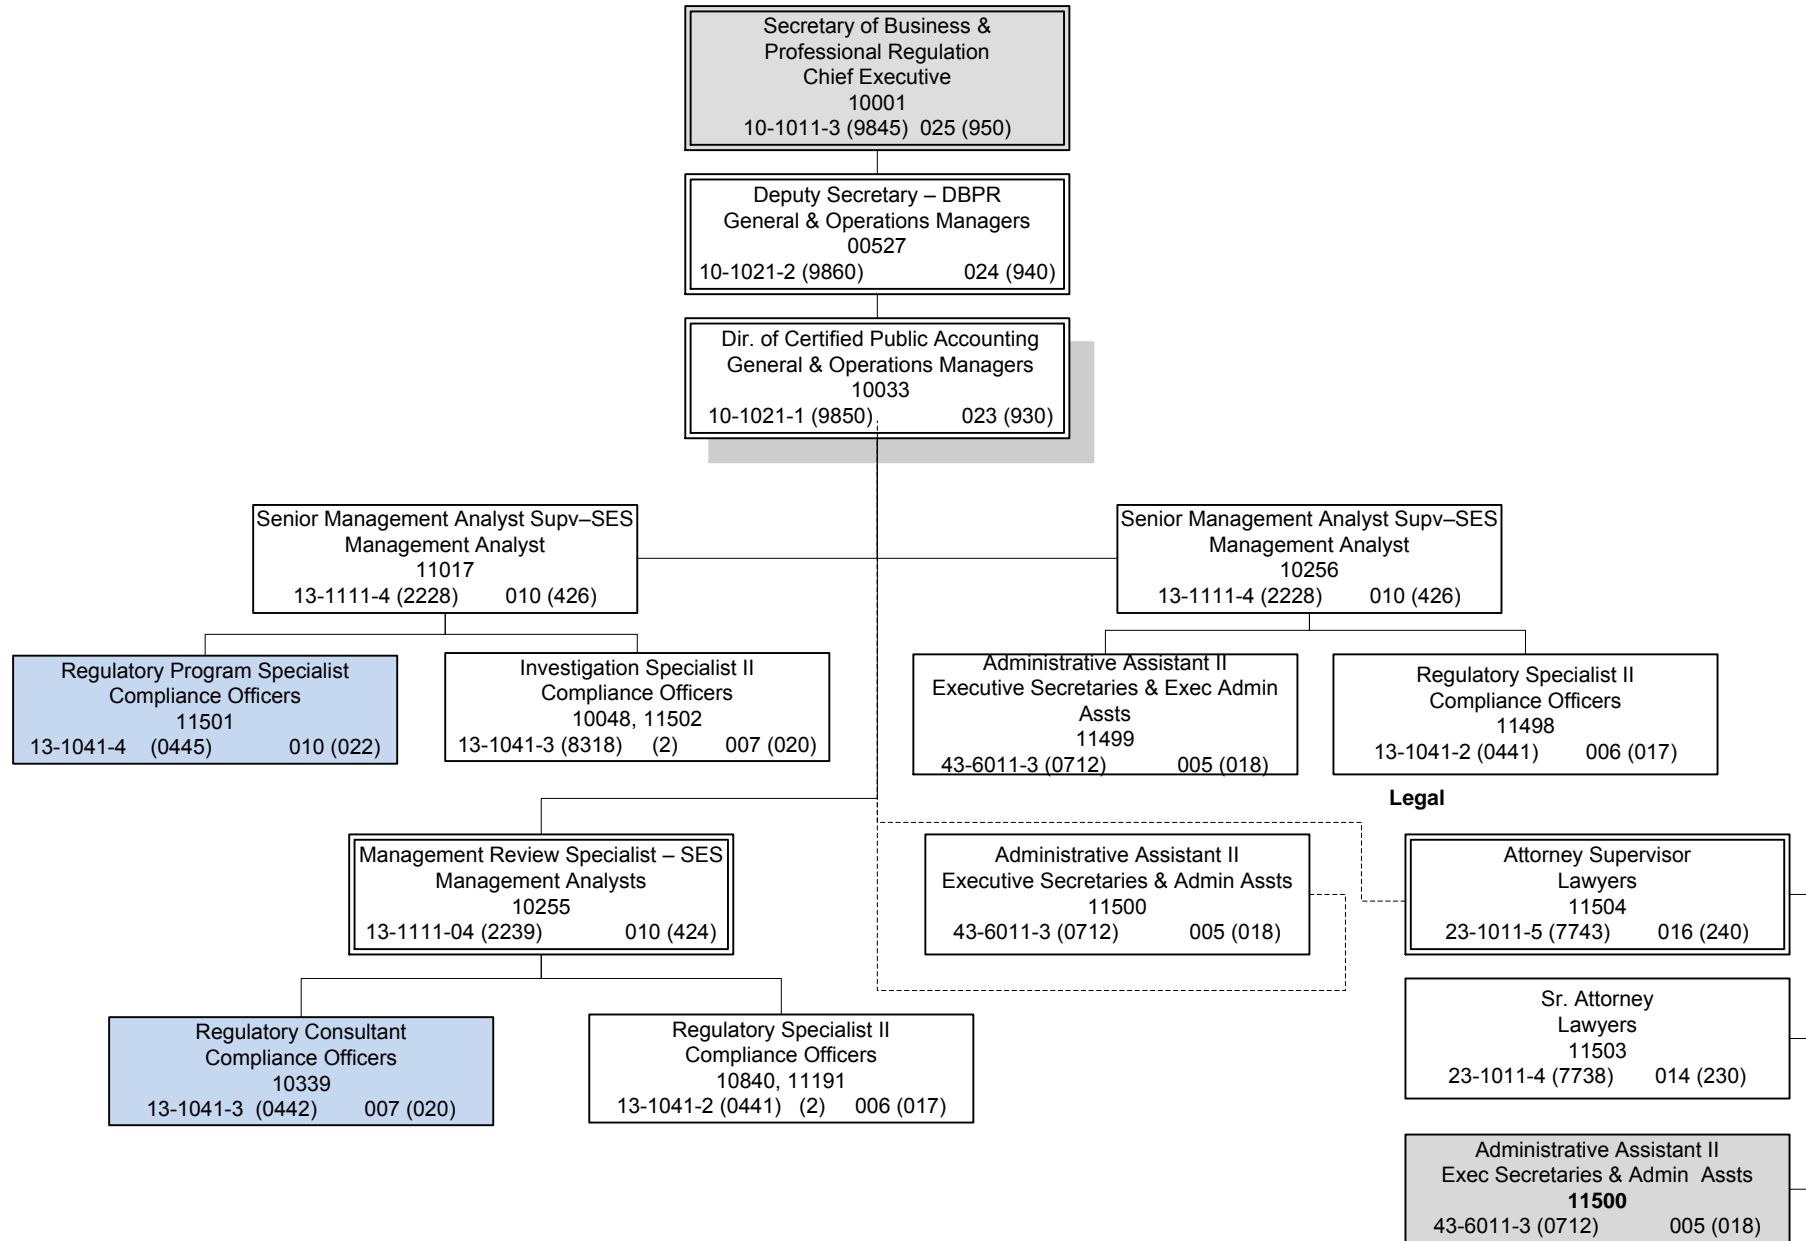 Secretary of Business &
Professional Regulation
Chief Executive
10001
10-1011-3 (9845)  025 (950)
Deputy Secretary – DBPR
General & Operations Managers
00527
10-1021-2 (9860)  024 (940)
Dir. of Certified Public Accounting
General & Operations Managers
10033
10-1021-1 (9850)  023 (930)
Senior Management Analyst Supv–SES
Management Analyst
11017
13-1111-4 (2228)  010 (426)
Senior Management Analyst Supv–SES
Management Analyst
10256
13-1111-4 (2228)  010 (426)
Regulatory Program Specialist
Compliance Officers
11501
13-1041-4  (0445)  010 (022)
Investigation Specialist II
Compliance Officers
10048, 11502
13-1041-3 (8318)  (2)  007 (020)
Administrative Assistant II
Executive Secretaries & Exec Admin
Assts
11499
43-6011-3 (0712)  005 (018)
Regulatory Specialist II
Compliance Officers
11498
13-1041-2 (0441)  006 (017)
Legal
Management Review Specialist – SES
Management Analysts
10255
13-1111-04 (2239)  010 (424)
Administrative Assistant II
Executive Secretaries & Admin Assts
11500
43-6011-3 (0712)  005 (018)
Attorney Supervisor
Lawyers
11504
23-1011-5 (7743)  016 (240)
Sr. Attorney
Lawyers
11503
23-1011-4 (7738)  014 (230)
Regulatory Consultant
Compliance Officers
10339
13-1041-3  (0442)  007 (020)
Regulatory Specialist II
Compliance Officers
10840, 11191
13-1041-2 (0441)  (2)  006 (017)
Administrative Assistant II
Exec Secretaries & Admin  Assts
11500
43-6011-3 (0712)  005 (018)